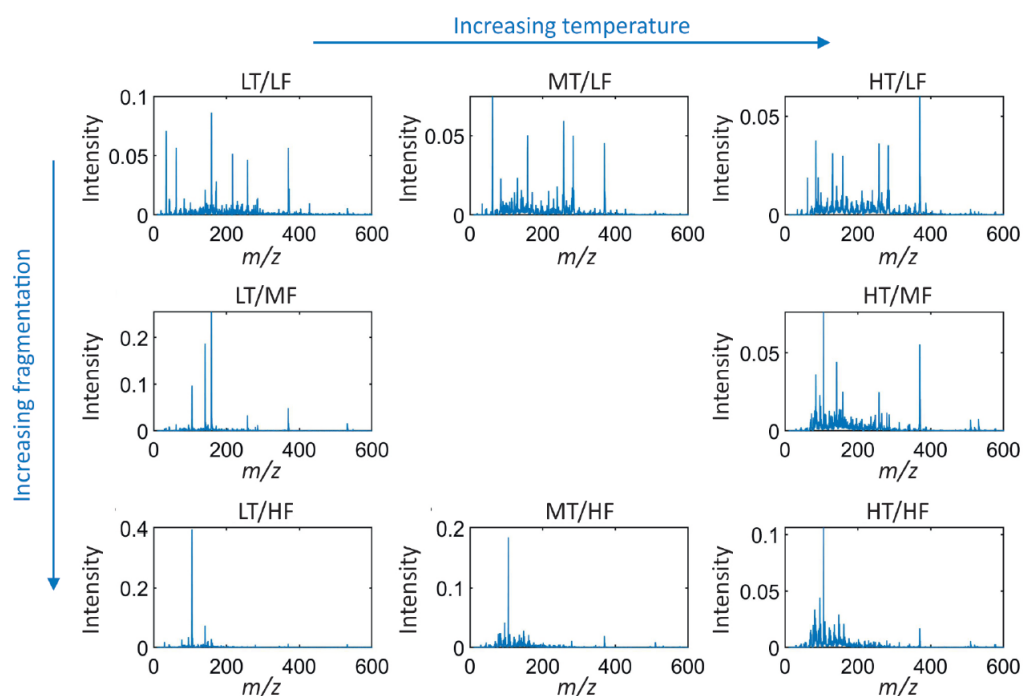 Increasing temperature
Increasing fragmentation
LT/LF
Intensity
0.1
0.05
0
0 200 400 600
m/z
MT/LF
Intensity
0.05
0
0 200 400 600
m/z
HT/LF
Intensity
0.05
0
0 200 400 600
m/z
LT/MF
Intensity
0.2
0.1
0
0 200 400 600
m/z
HT/MF
Intensity
0.05
0
0 200 400 600
m/z
LT/HF
Intensity
0.4
0.2
0
0 200 400 600
m/z
MT/HF
Intensity
0.2
0.1
0
0 200 400 600
m/z
HT/HF
Intensity
0.1
0.05
0
0 200 400 600
m/z